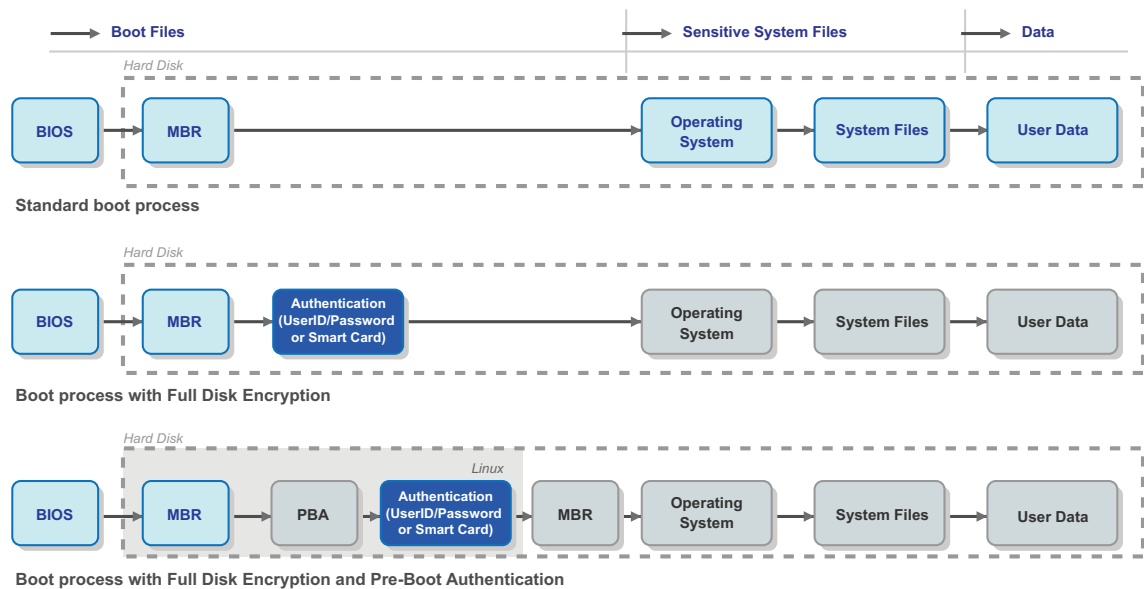 Boot Files
Sensitive System Files
Data
Hard Disk
BIOS
MBR
Operating
System
System Files
User Data
Standard boot process
Hard Disk
BIOS
MBR
Authentication
(UserID/Password
or Smart Card)
Operating
System
System Files
User Data
Boot process with Full Disk Encryption
Hard Disk
Linux
BIOS
MBR
PBA
Authentication
(UserID/Password
or Smart Card)
MBR
Operating
System
System Files
User Data
Boot process with Full Disk Encryption and Pre-Boot Authentication